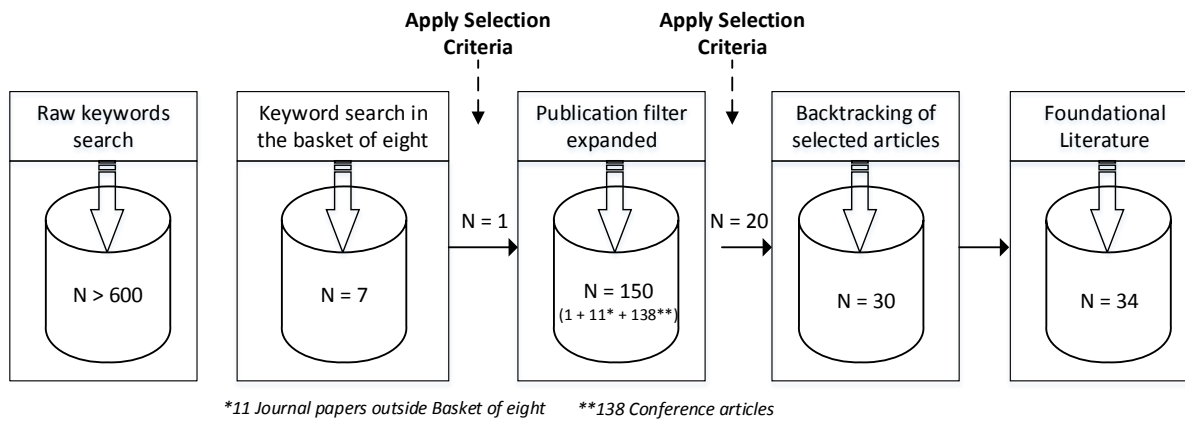 Apply Selection
Criteria
Apply Selection
Criteria
Raw keywords
search
Keyword search in
the basket of eight
Publication filter
expanded
Backtracking of
selected articles
Foundational
Literature
N > 600
N = 7
N = 1
N = 150
(1 + 11* + 138**)
N = 20
N = 30
N = 34
*11 Journal papers outside Basket of eight
**138 Conference articles